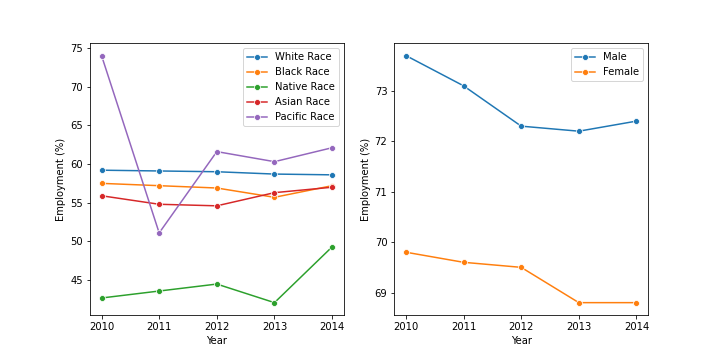 75
70
65
60
55
50
45
Employment (%)
2010 2011 2012 2013 2014
Year
White Race
Black Race
Native Race
Asian Race
Pacific Race
73
72
71
70
69
Employment (%)
2010 2011 2012 2013 2014
Year
Male
Female